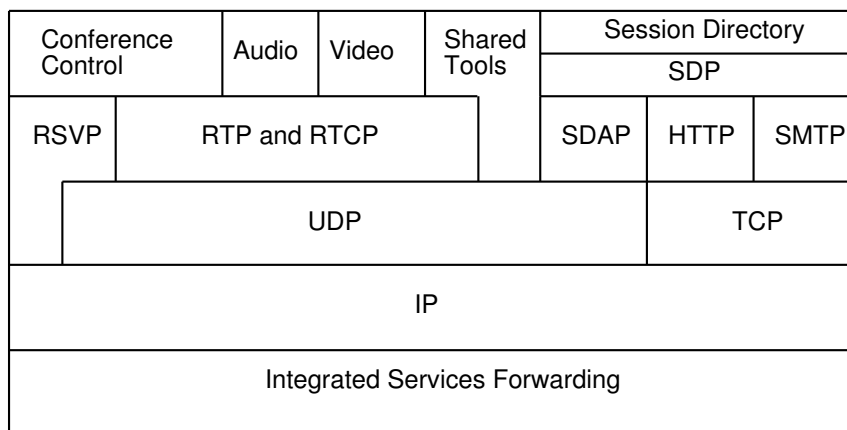 Conference
Control
Audio
Video
Shared
Tools
Session Directory
SDP
RSVP
RTP and RTCP
SDAP
HTTP
SMTP
UDP
TCP
IP
Integrated Services Forwarding